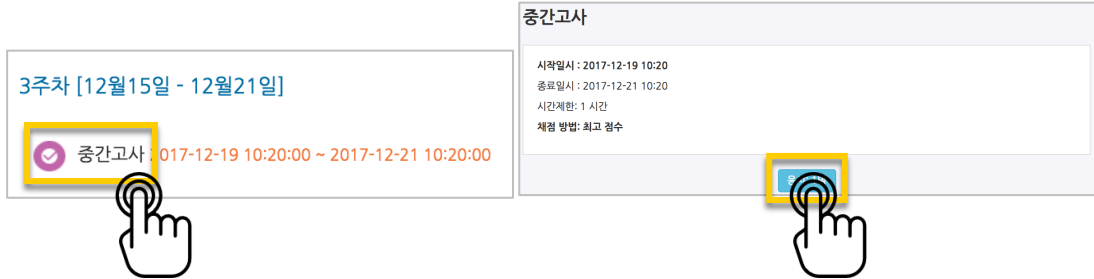 3주차 [12월15일 - 12월21일]
중간고사 2017-12-19 10:20:00 ~ 2017-12-21 10:20:00
중간고사
시작일시 : 2017-12-19 10:20
종료일시 : 2017-12-21 10:20
시간제한: 1 시간
채점 방법: 최고 점수